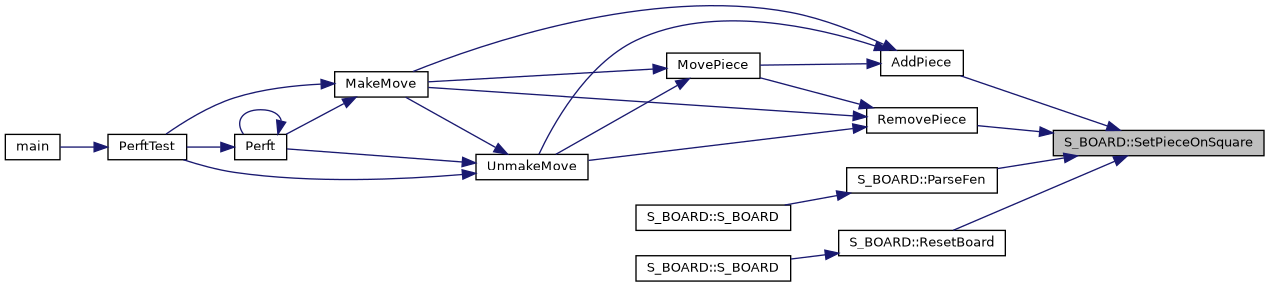 main
PerftTest
MakeMove
Perft
UnmakeMove
MovePiece
AddPiece
RemovePiece
S_BOARD::SetPieceOnSquare
S_BOARD::ParseFen
S_BOARD::S_BOARD
S_BOARD::ResetBoard
S_BOARD::S_BOARD